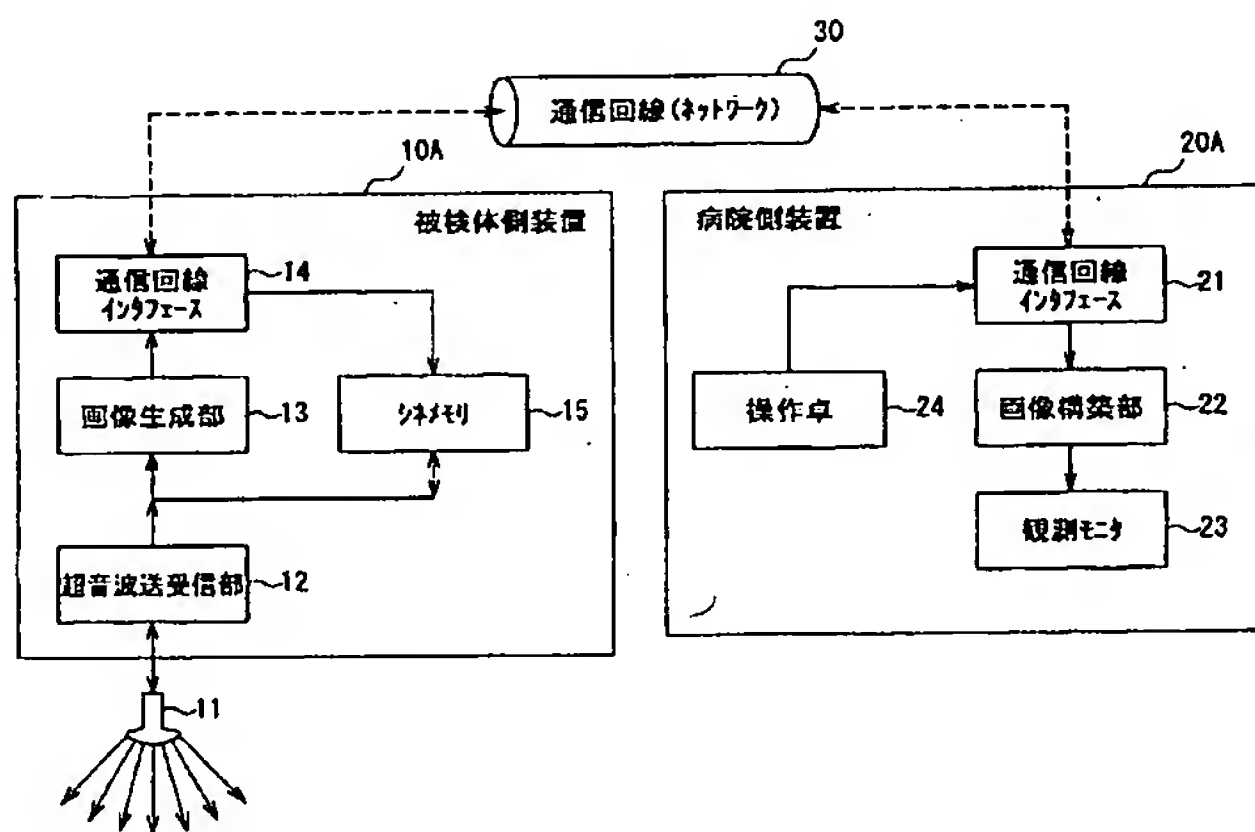 30
通信回線(ネットワーク)
10A
20A
被検体側装置
病院側装置
通信回線
インタフェース
14
通信回線
インタフェース
21
画像生成部
13
シネメモリ
15
操作卓
24
画像構築部
22
観測モニタ
23
超音波送受信部
12
11